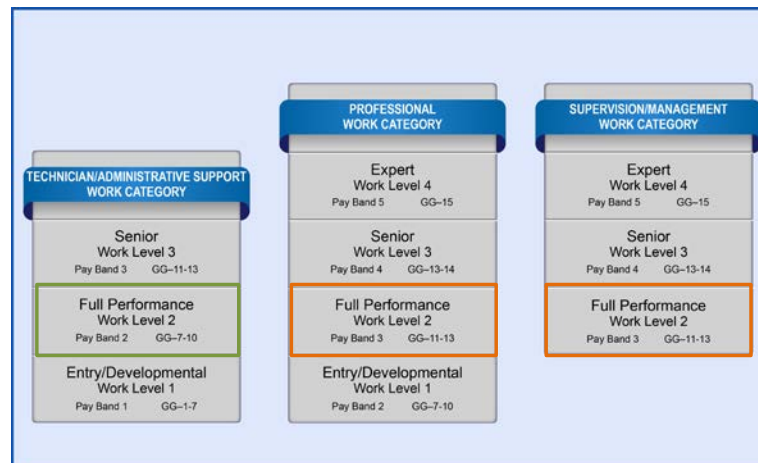 TECHNICIAN/ADMINISTRATIVE SUPPORT
WORK CATEGORY
Senior
Work Level 3
Pay Band 3 GG–11-13
Full Performance
Work Level 2
Pay Band 2 GG–7-10
Entry/Developmental
Work Level 1
Pay Band 1 GG–1-7
PROFESSIONAL
WORK CATEGORY
Expert
Work Level 4
Pay Band 5 GG–15
Senior
Work Level 3
Pay Band 4 GG–13-14
Full Performance
Work Level 2
Pay Band 3 GG–11-13
Entry/Developmental
Work Level 1
Pay Band 2 GG–7-10
SUPERVISION/MANAGEMENT
WORK CATEGORY
Expert
Work Level 4
Pay Band 5 GG–15
Senior
Work Level 3
Pay Band 4 GG–13-14
Full Performance
Work Level 2
Pay Band 3 GG–11-13